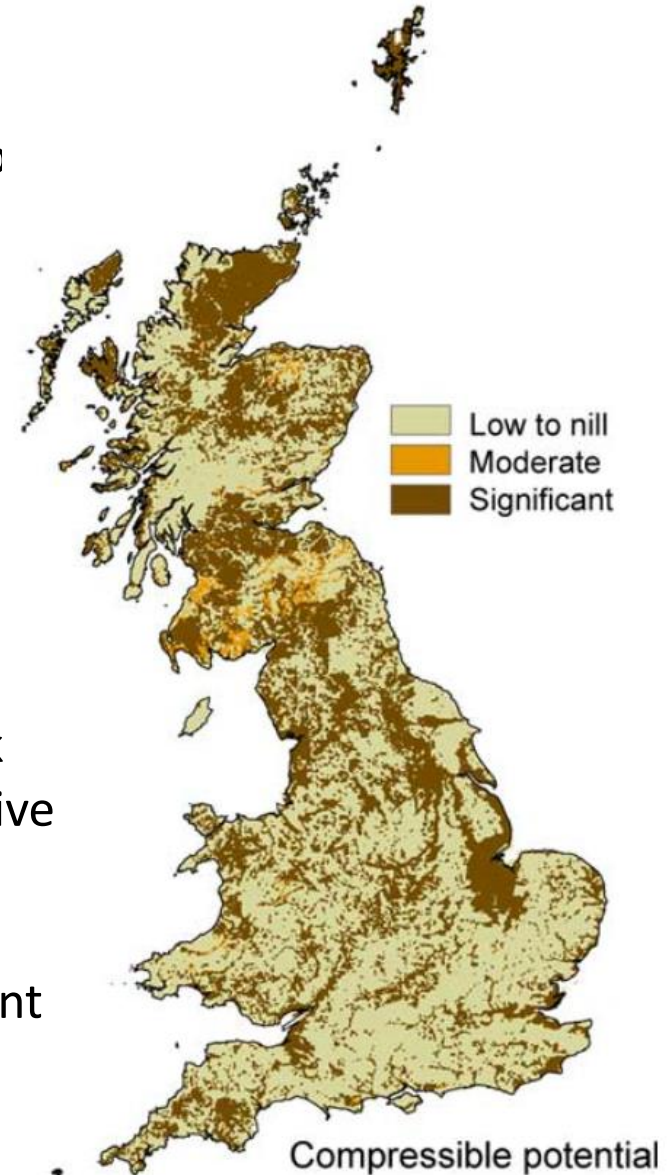 Low to nill
Moderate
Significant
ive
nt
Compressible potential